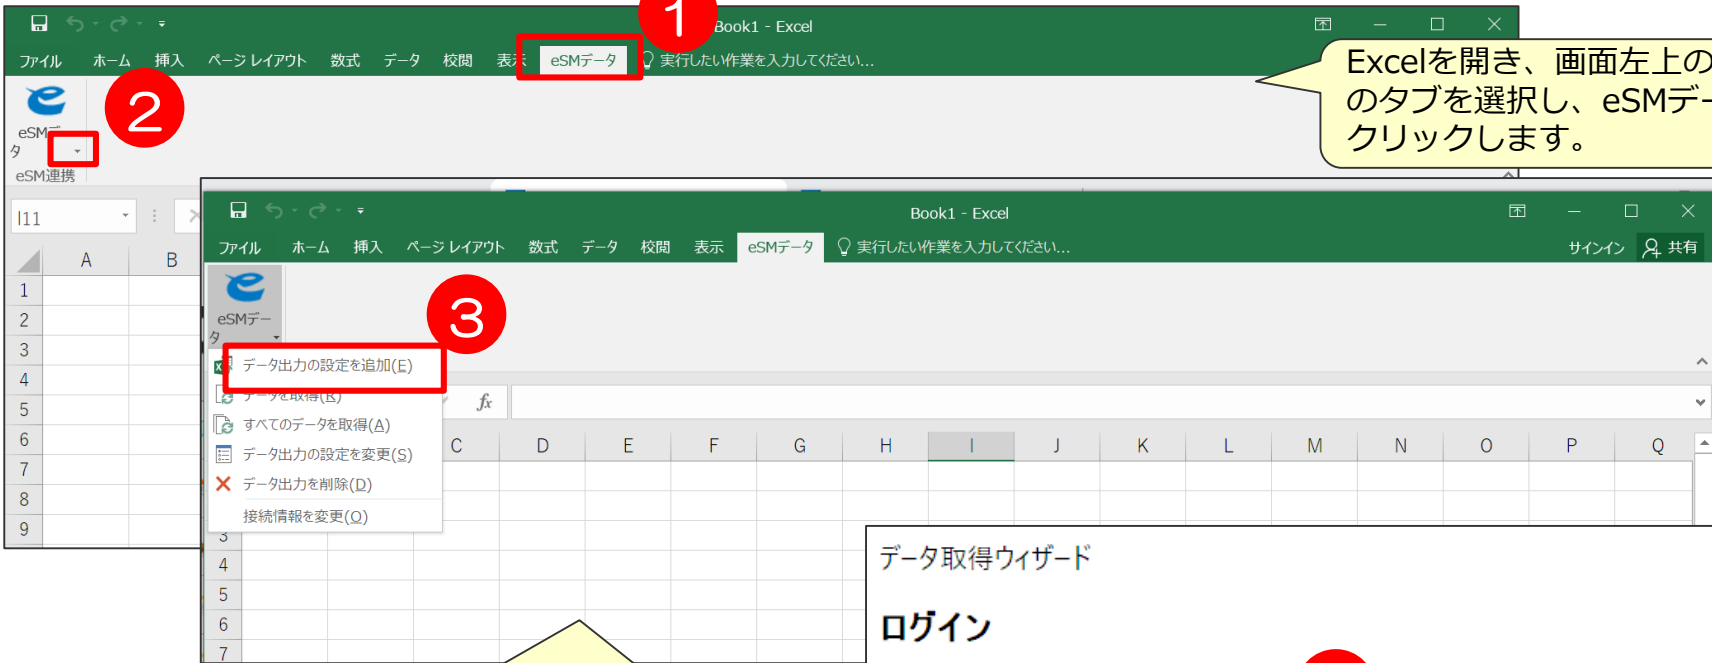 1
Book1 - Excel
ファイル ホーム 挿入 ページ レイアウト 数式 データ 校閲 表示 eSMデータ 実行したい作業を入力してください...
Excelを開き、画面左上の
のタブを選択し、eSMデー
クリックします。
2
eSMデー
タ
eSM連携
I11
A B
1
2
3
4
5
6
7
8
9
Book1 - Excel
ファイル ホーム 挿入 ページ レイアウト 数式 データ 校閲 表示 eSMデータ 実行したい作業を入力してください... サインイン 共有
eSMデー
タ
3
データ出力の設定を追加(E)
データを取得(R)
すべてのデータを取得(A)
データ出力の設定を変更(S)
データ出力を削除(D)
接続情報を変更(O)
fx
C D E F G H I J K L M N O P Q
3
4
5
6
7
データ取得ウィザード
ログイン